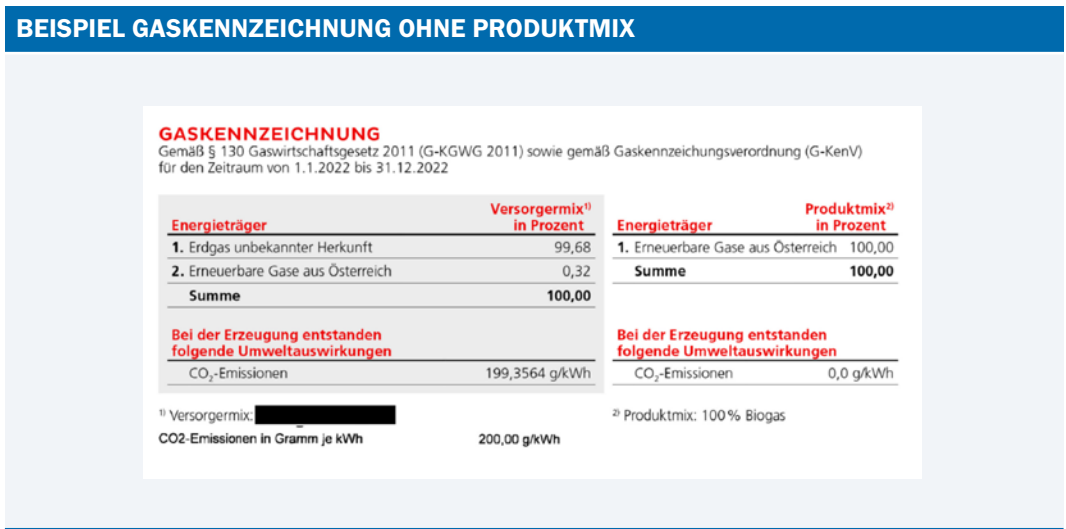 BEISPIEL GASKENNZEICHNUNG OHNE PRODUKTMIX
GASKENNZEICHNUNG
Gemäß § 130 Gaswirtschaftsgesetz 2011 (G-KGWG 2011) sowie gemäß Gaskennzeichungsverordnung (G-KenV)
für den Zeitraum von 1.1.2022 bis 31.12.2022
Energieträger Versorgermix¹⁾ in Prozent
1. Erdgas unbekannter Herkunft 99,68
2. Erneuerbare Gase aus Österreich 0,32
Summe 100,00
Bei der Erzeugung entstanden
folgende Umweltauswirkungen
CO₂-Emissionen 199,3564 g/kWh
¹⁾ Versorgermix:
CO2-Emissionen in Gramm je kWh 200,00 g/kWh
Energieträger Produktmix²⁾ in Prozent
1. Erneuerbare Gase aus Österreich 100,00
Summe 100,00
Bei der Erzeugung entstanden
folgende Umweltauswirkungen
CO₂-Emissionen 0,0 g/kWh
²⁾ Produktmix: 100 % Biogas